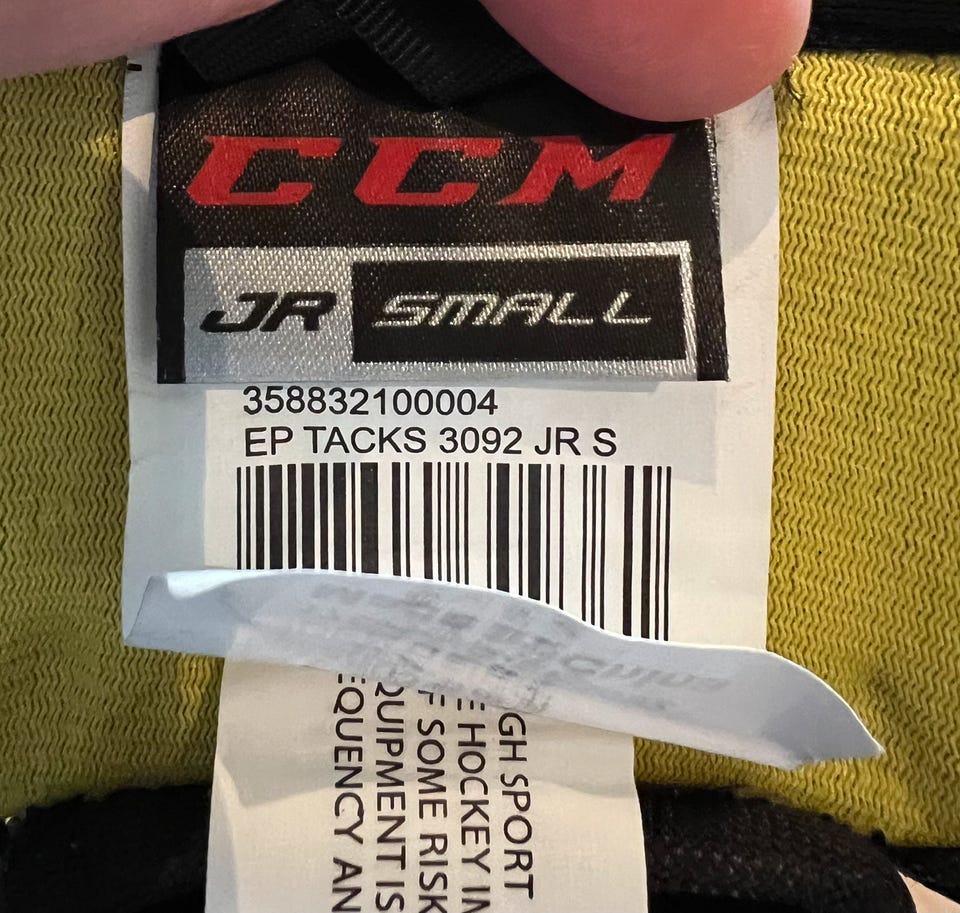 CCM
JR SMALL
358832100004
EP TACKS 3092 JR S
GH SPORT
E HOCKEY IN
F SOME RISK
QUIPMENT IS
EQUENCY AN